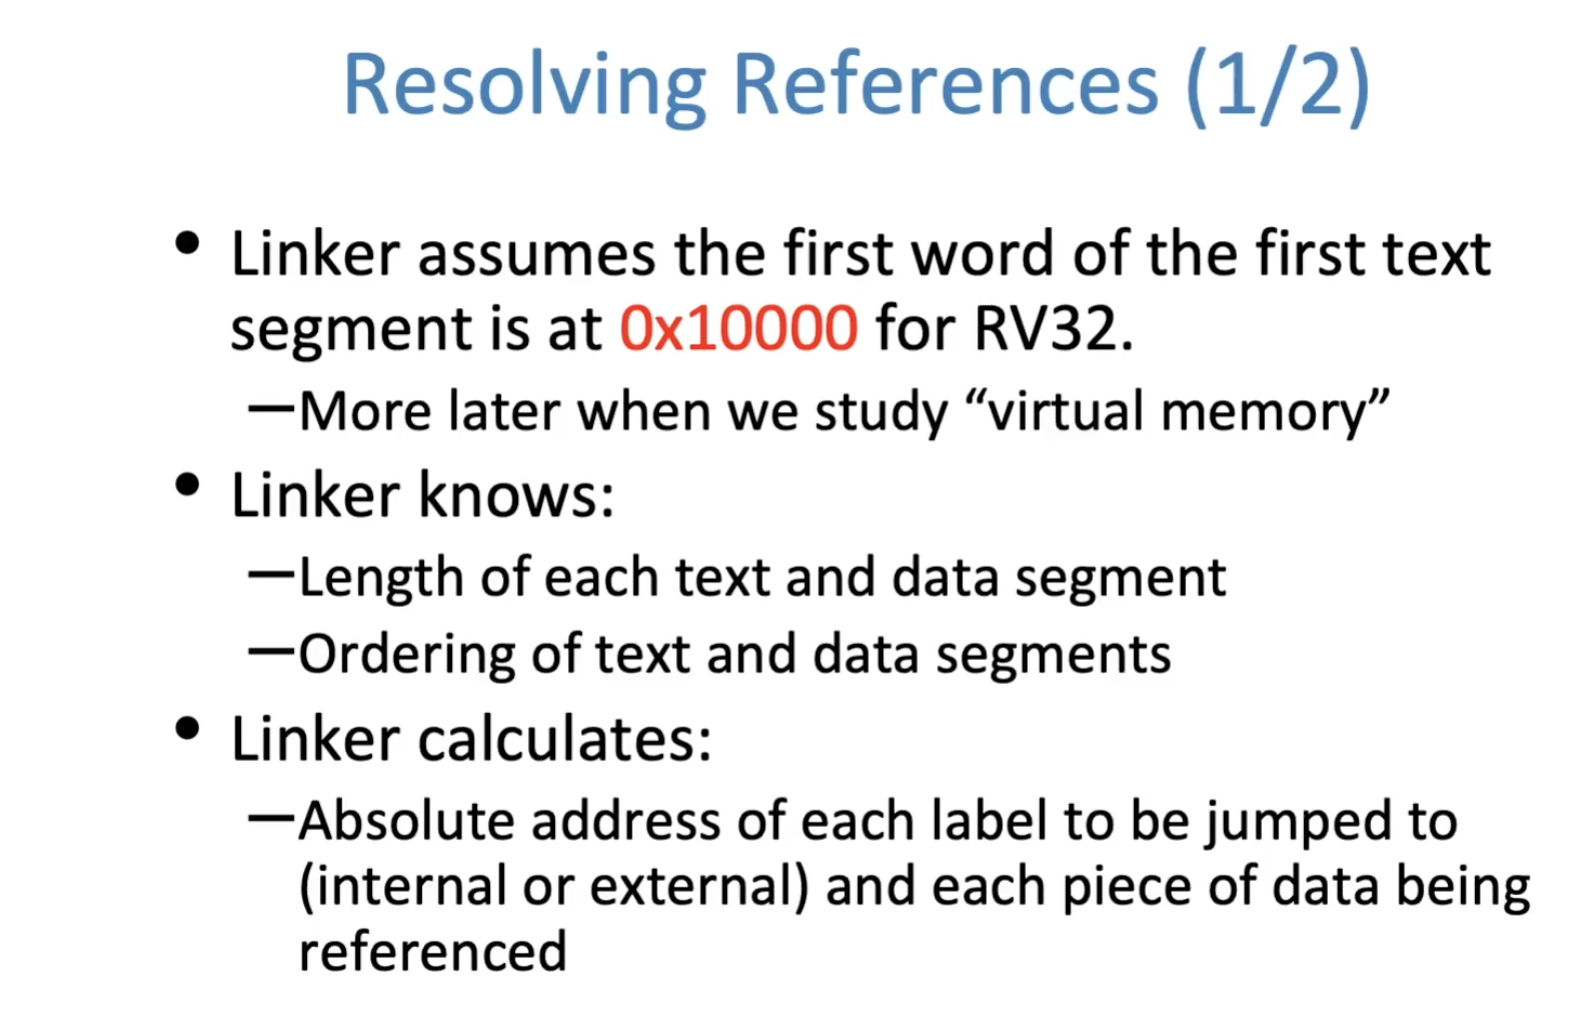 Resolving References (1/2)
• Linker assumes the first word of the first text
segment is at 0x10000 for RV32.
—More later when we study “virtual memory”
• Linker knows:
—Length of each text and data segment
—Ordering of text and data segments
• Linker calculates:
—Absolute address of each label to be jumped to
(internal or external) and each piece of data being
referenced